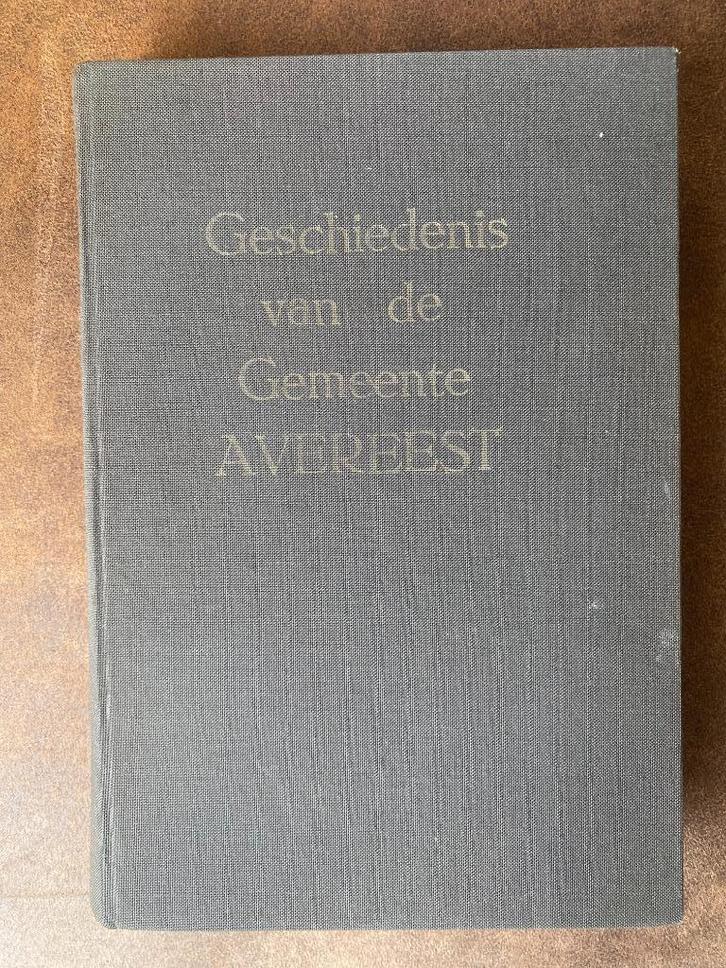 Geschiedenis
van de
Gemeente
AVEREEST